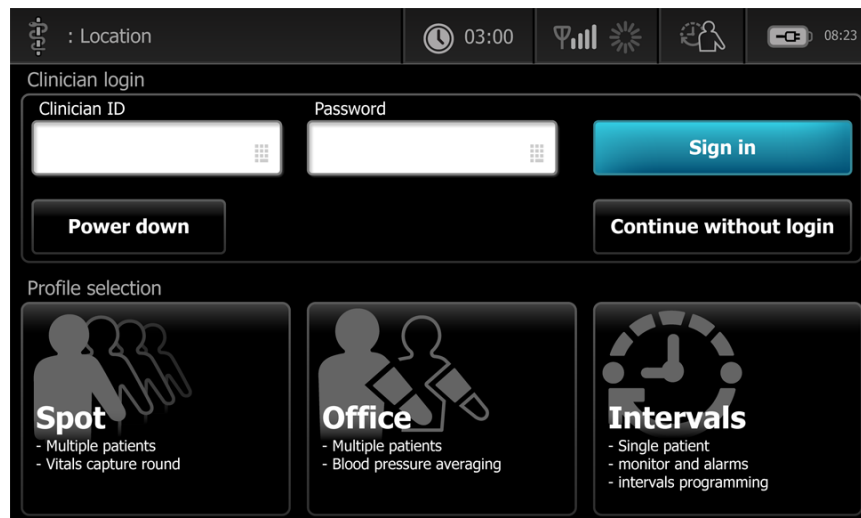 : Location
03:00
08:23
Clinician login
Clinician ID
Password
Sign in
Power down
Continue without login
Profile selection
Spot
- Multiple patients
- Vitals capture round
Office
- Multiple patients
- Blood pressure averaging
Intervals
- Single patient
- monitor and alarms
- intervals programming